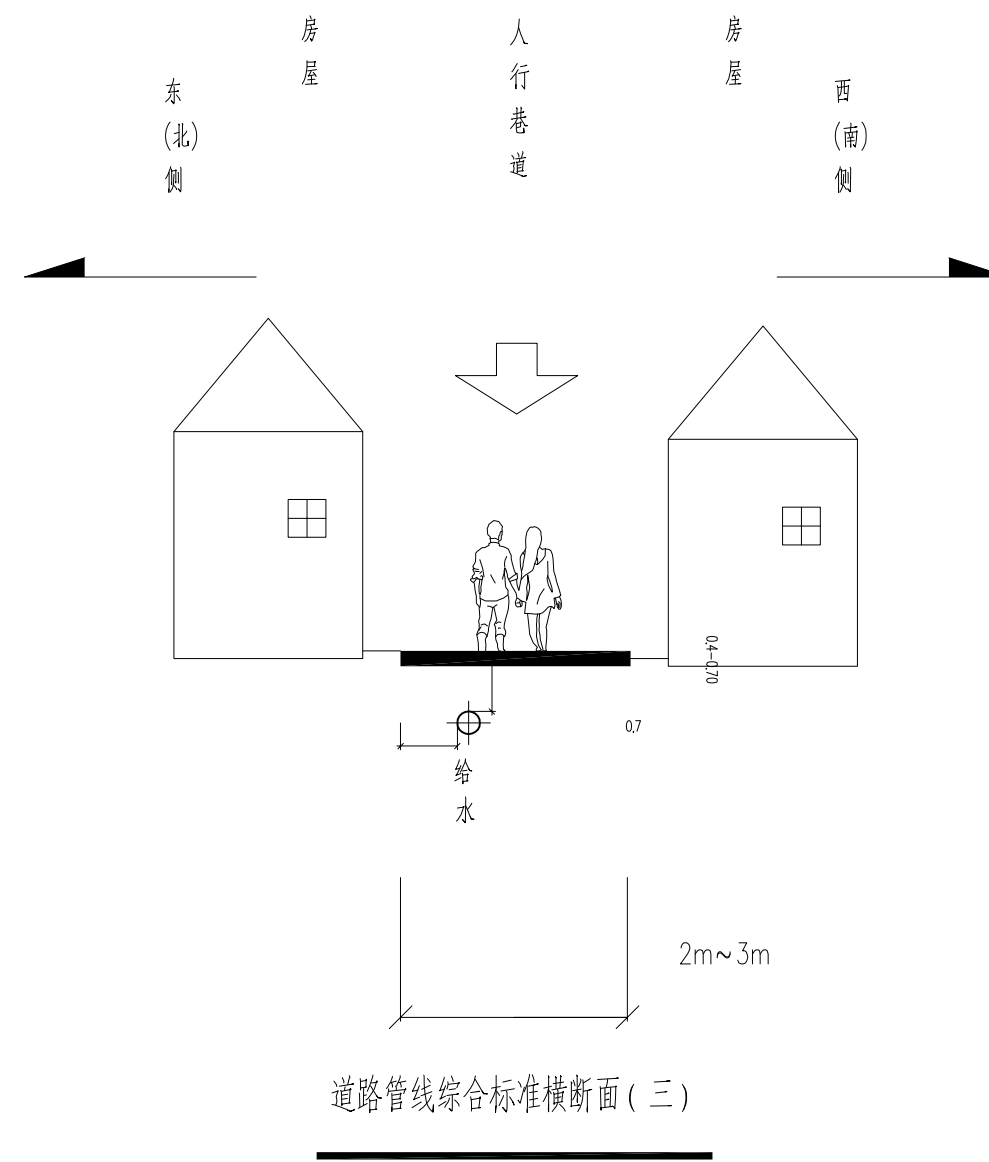 房屋
人行巷道
房屋
东(北)侧
西(南)侧
0.4-0.70
0.7
给水
2m~3m
道路管线综合标准横断面(三)